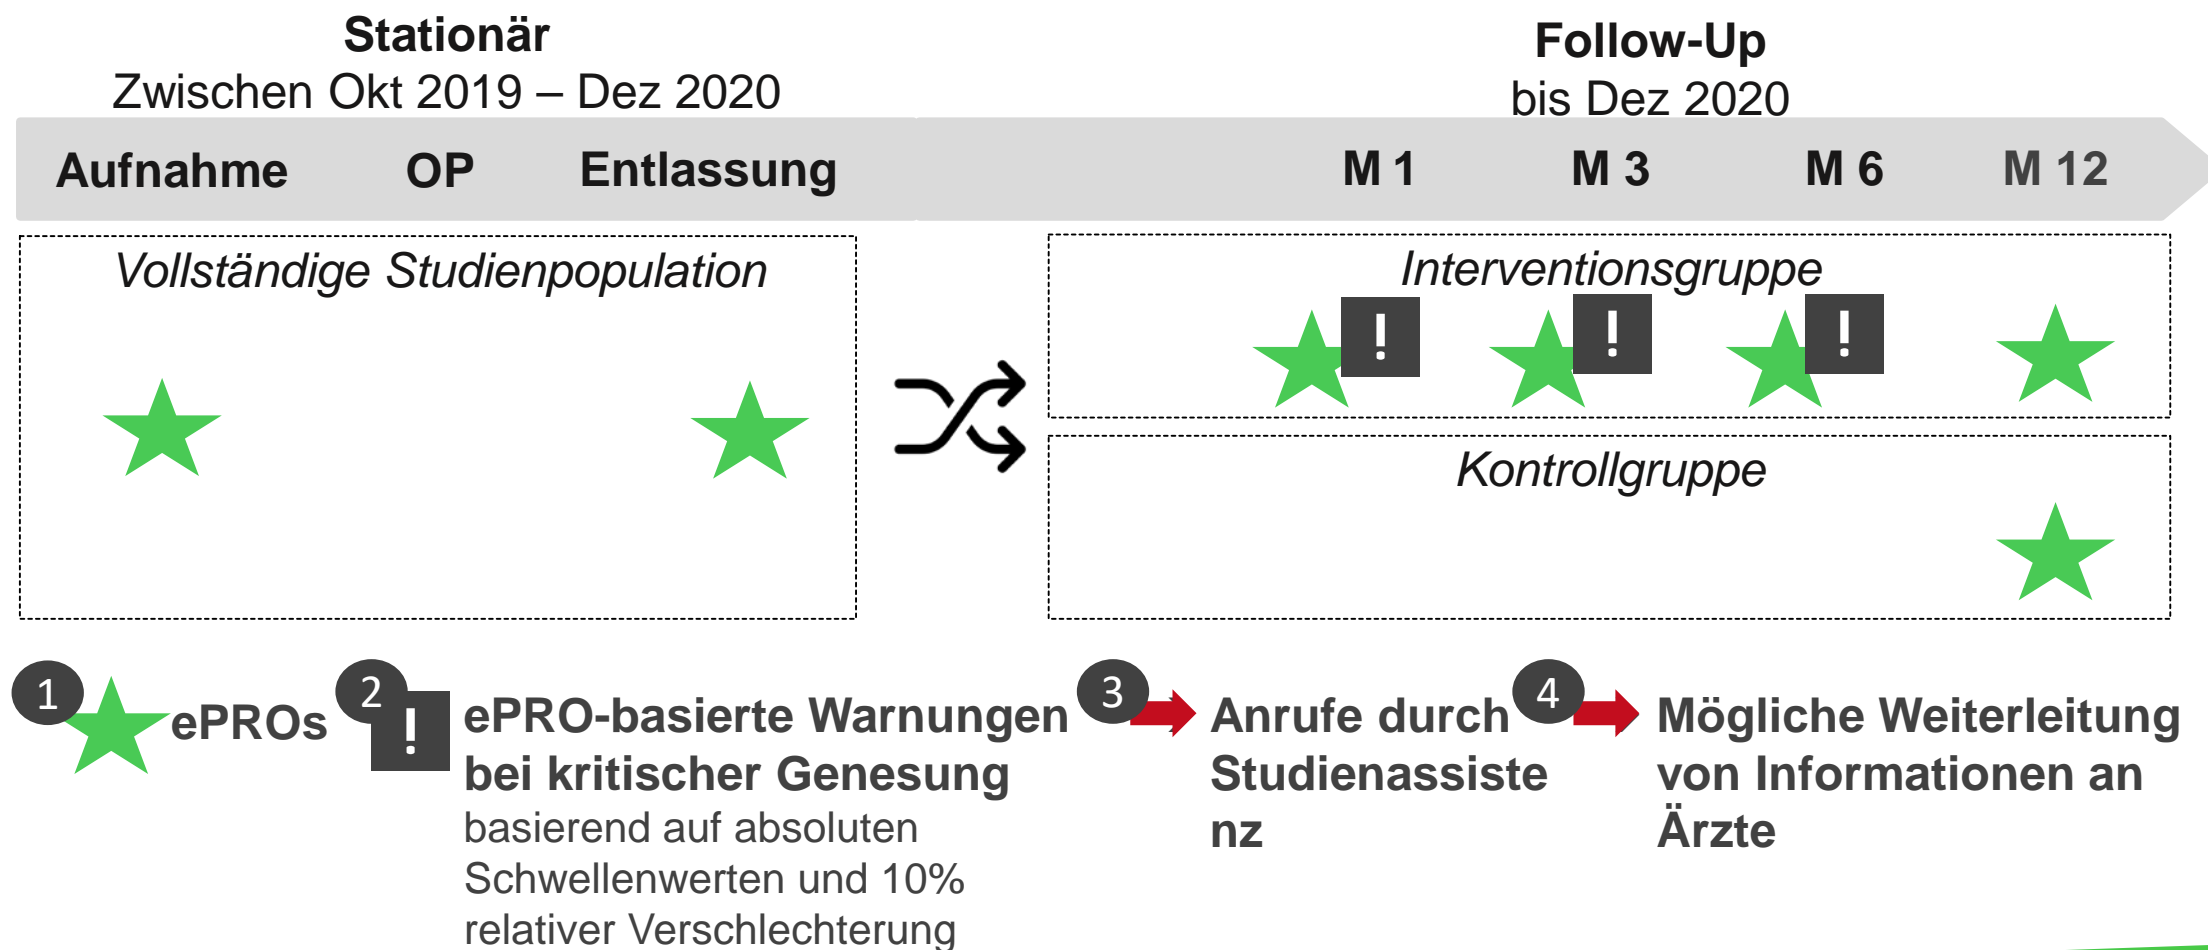 Stationär
Zwischen Okt 2019 – Dez 2020
Follow-Up
bis Dez 2020
Aufnahme OP Entlassung M 1 M 3 M 6 M 12
Vollständige Studienpopulation
Interventionsgruppe
! ! !
Kontrollgruppe
1 ePROs
2 ! ePRO-basierte Warnungen
bei kritischer Genesung
basierend auf absoluten
Schwellenwerten und 10%
relativer Verschlechterung
3 Anrufe durch
Studienassiste
nz
4 Mögliche Weiterleitung
von Informationen an
Ärzte